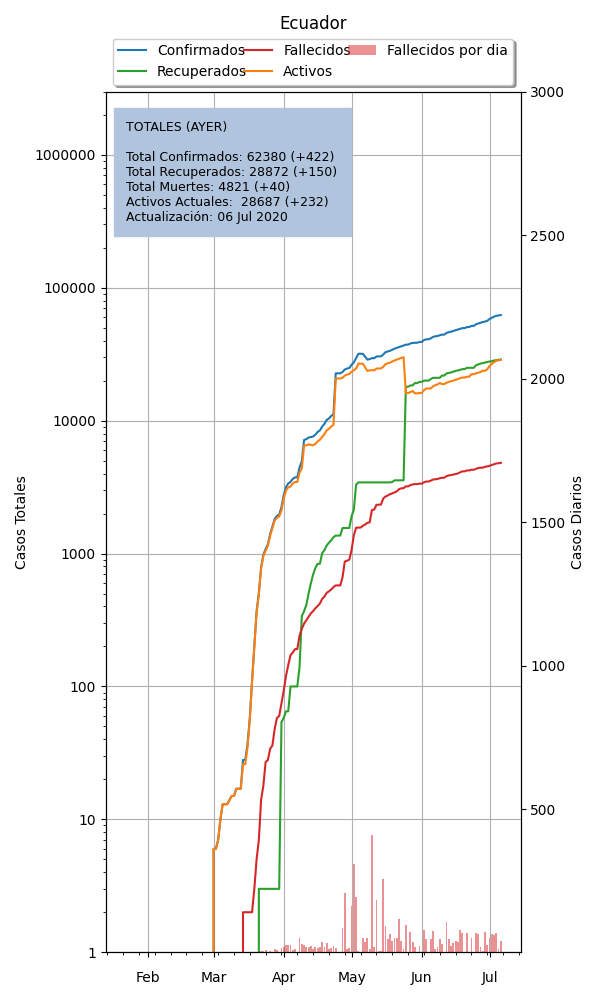 Ecuador
Confirmados Fallecidos Fallecidos por dia
Recuperados Activos
TOTALES (AYER)
Total Confirmados: 62380 (+422)
Total Recuperados: 28872 (+150)
Total Muertes: 4821 (+40)
Activos Actuales:  28687 (+232)
Actualización: 06 Jul 2020
Casos Totales
1000000
100000
10000
1000
100
10
1
Casos Diarios
3000
2500
2000
1500
1000
500
Feb Mar Apr May Jun Jul